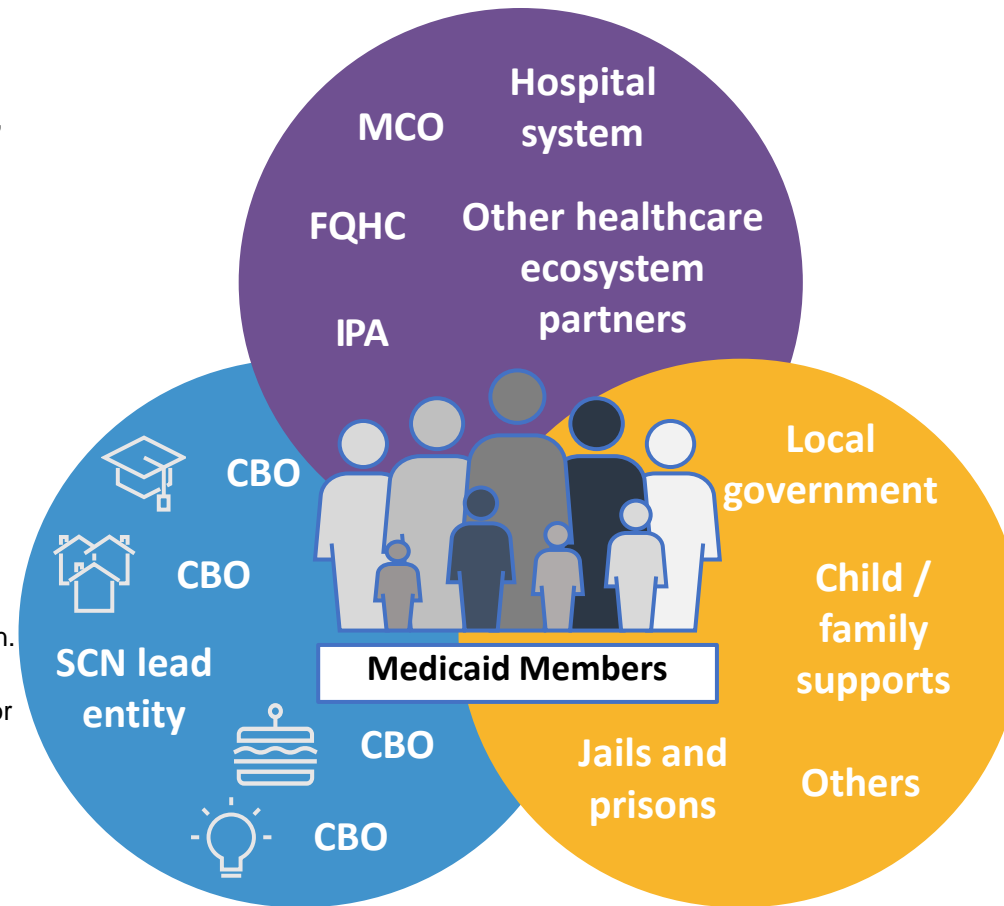 Hospital
system
MCO
FQHC
Other healthcare
ecosystem
partners
IPA
CBO
CBO
SCN lead
entity
CBO
CBO
Medicaid Members
Local
government
Child /
family
supports
Jails and
prisons
Others
n.
or